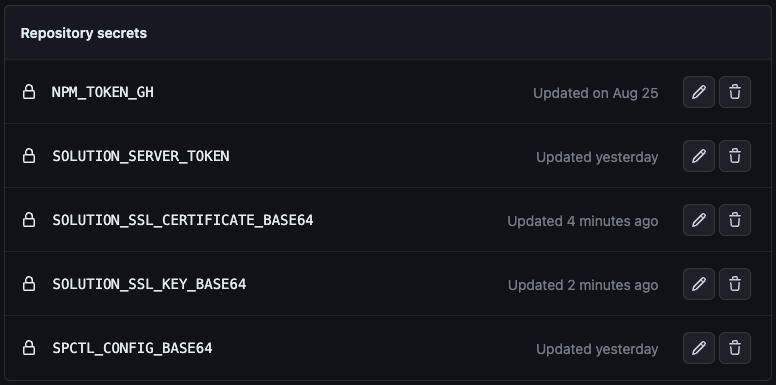 Repository secrets
NPM_TOKEN_GH Updated on Aug 25
SOLUTION_SERVER_TOKEN Updated yesterday
SOLUTION_SSL_CERTIFICATE_BASE64 Updated 4 minutes ago
SOLUTION_SSL_KEY_BASE64 Updated 2 minutes ago
SPCTL_CONFIG_BASE64 Updated yesterday